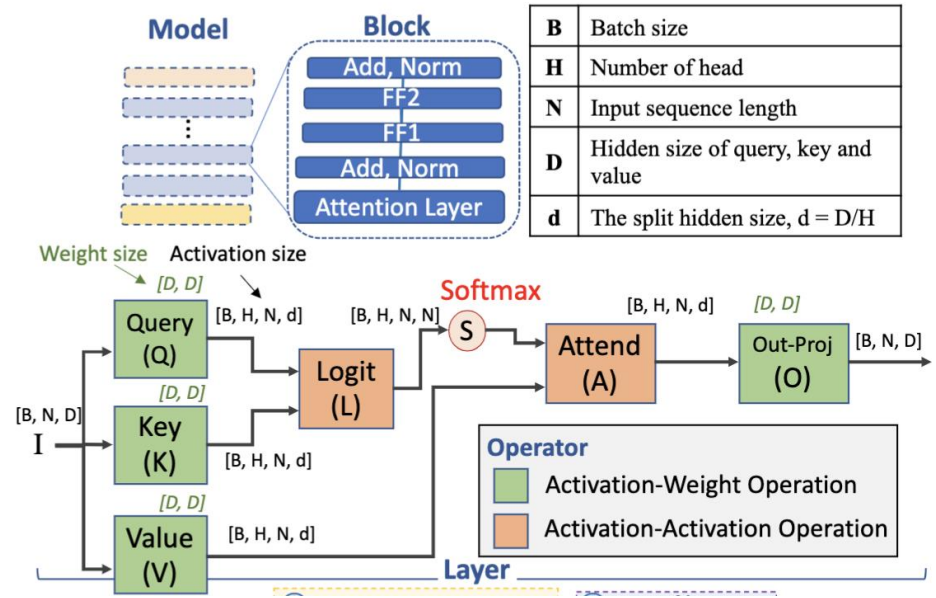 Model
Block
Add, Norm
FF2
FF1
Add, Norm
Attention Layer
B Batch size
H Number of head
N Input sequence length
D Hidden size of query, key and
value
d The split hidden size, d = D/H
Weight size
Activation size
[D, D]
Query
(Q)
[B, H, N, d]
[D, D]
Key
(K)
[B, H, N, d]
[D, D]
Value
(V)
[B, H, N, d]
[B, N, D]
I
Logit
(L)
[B, H, N, N]
Softmax
S
Attend
(A)
[B, H, N, d]
[D, D]
Out-Proj
(O)
[B, N, D]
Operator
Activation-Weight Operation
Activation-Activation Operation
Layer